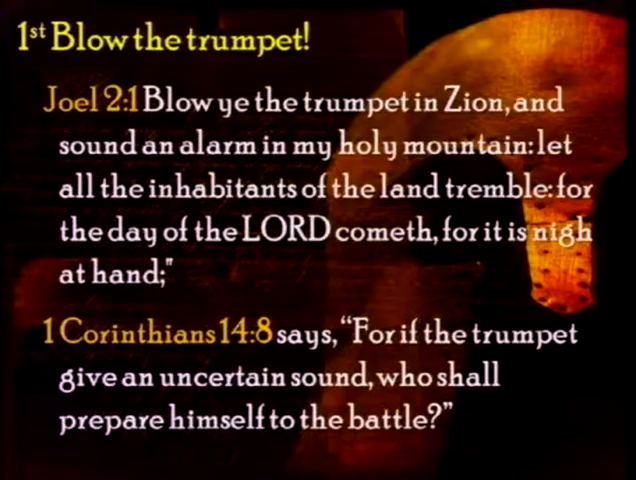 1st Blow the trumpet!
Joel 2:1 Blow ye the trumpet in Zion, and
sound an alarm in my holy mountain: let
all the inhabitants of the land tremble: for
the day of the LORD cometh, for it is nigh
at hand;"
1 Corinthians 14:8 says, “For if the trumpet
give an uncertain sound, who shall
prepare himself to the battle?”